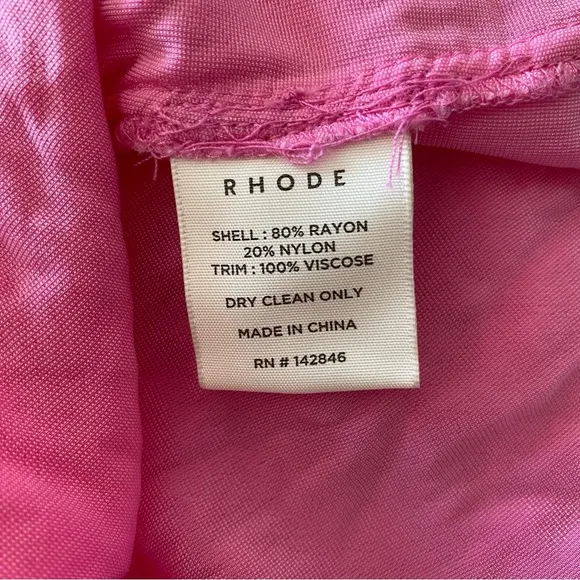 RHODE
SHELL : 80% RAYON
20% NYLON
TRIM : 100% VISCOSE
DRY CLEAN ONLY
MADE IN CHINA
RN # 142846